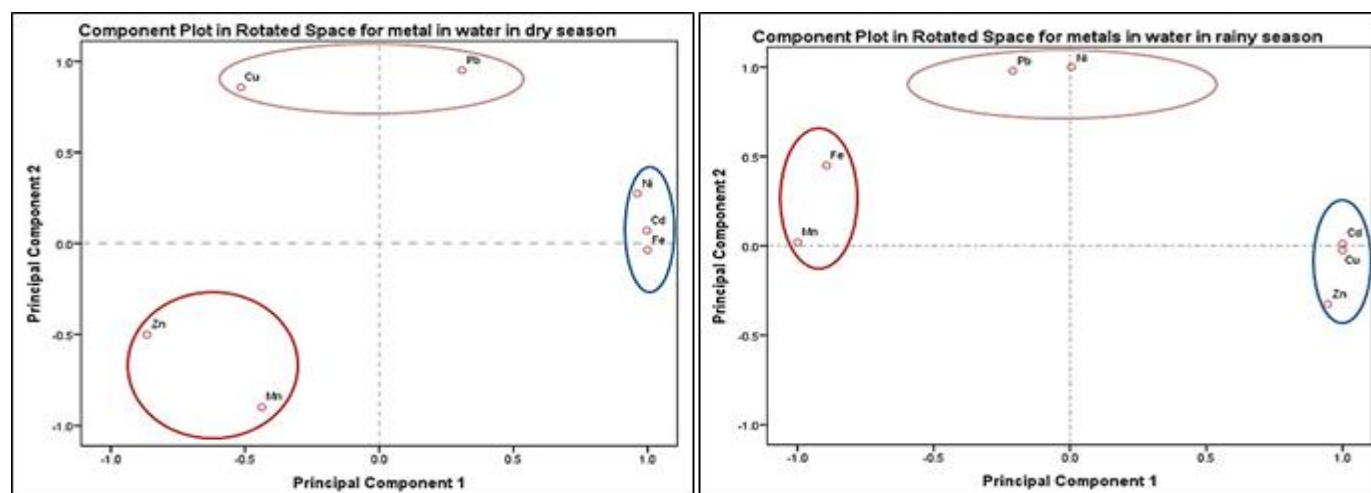 Component Plot in Rotated Space for metal in water in dry season
Principal Component 2
1.0
0.5
0.0
-0.5
-1.0
Cu
Pb
Ni
Cd
Fe
Zn
Mn
-1.0 -0.5 0.0 0.5 1.0
Principal Component 1
Component Plot in Rotated Space for metals in water in rainy season
Principal Component 2
1.0
0.5
0.0
-0.5
-1.0
Pb
Ni
Fe
Mn
Cd
Cu
Zn
-1.0 -0.5 0.0 0.5 1.0
Principal Component 1